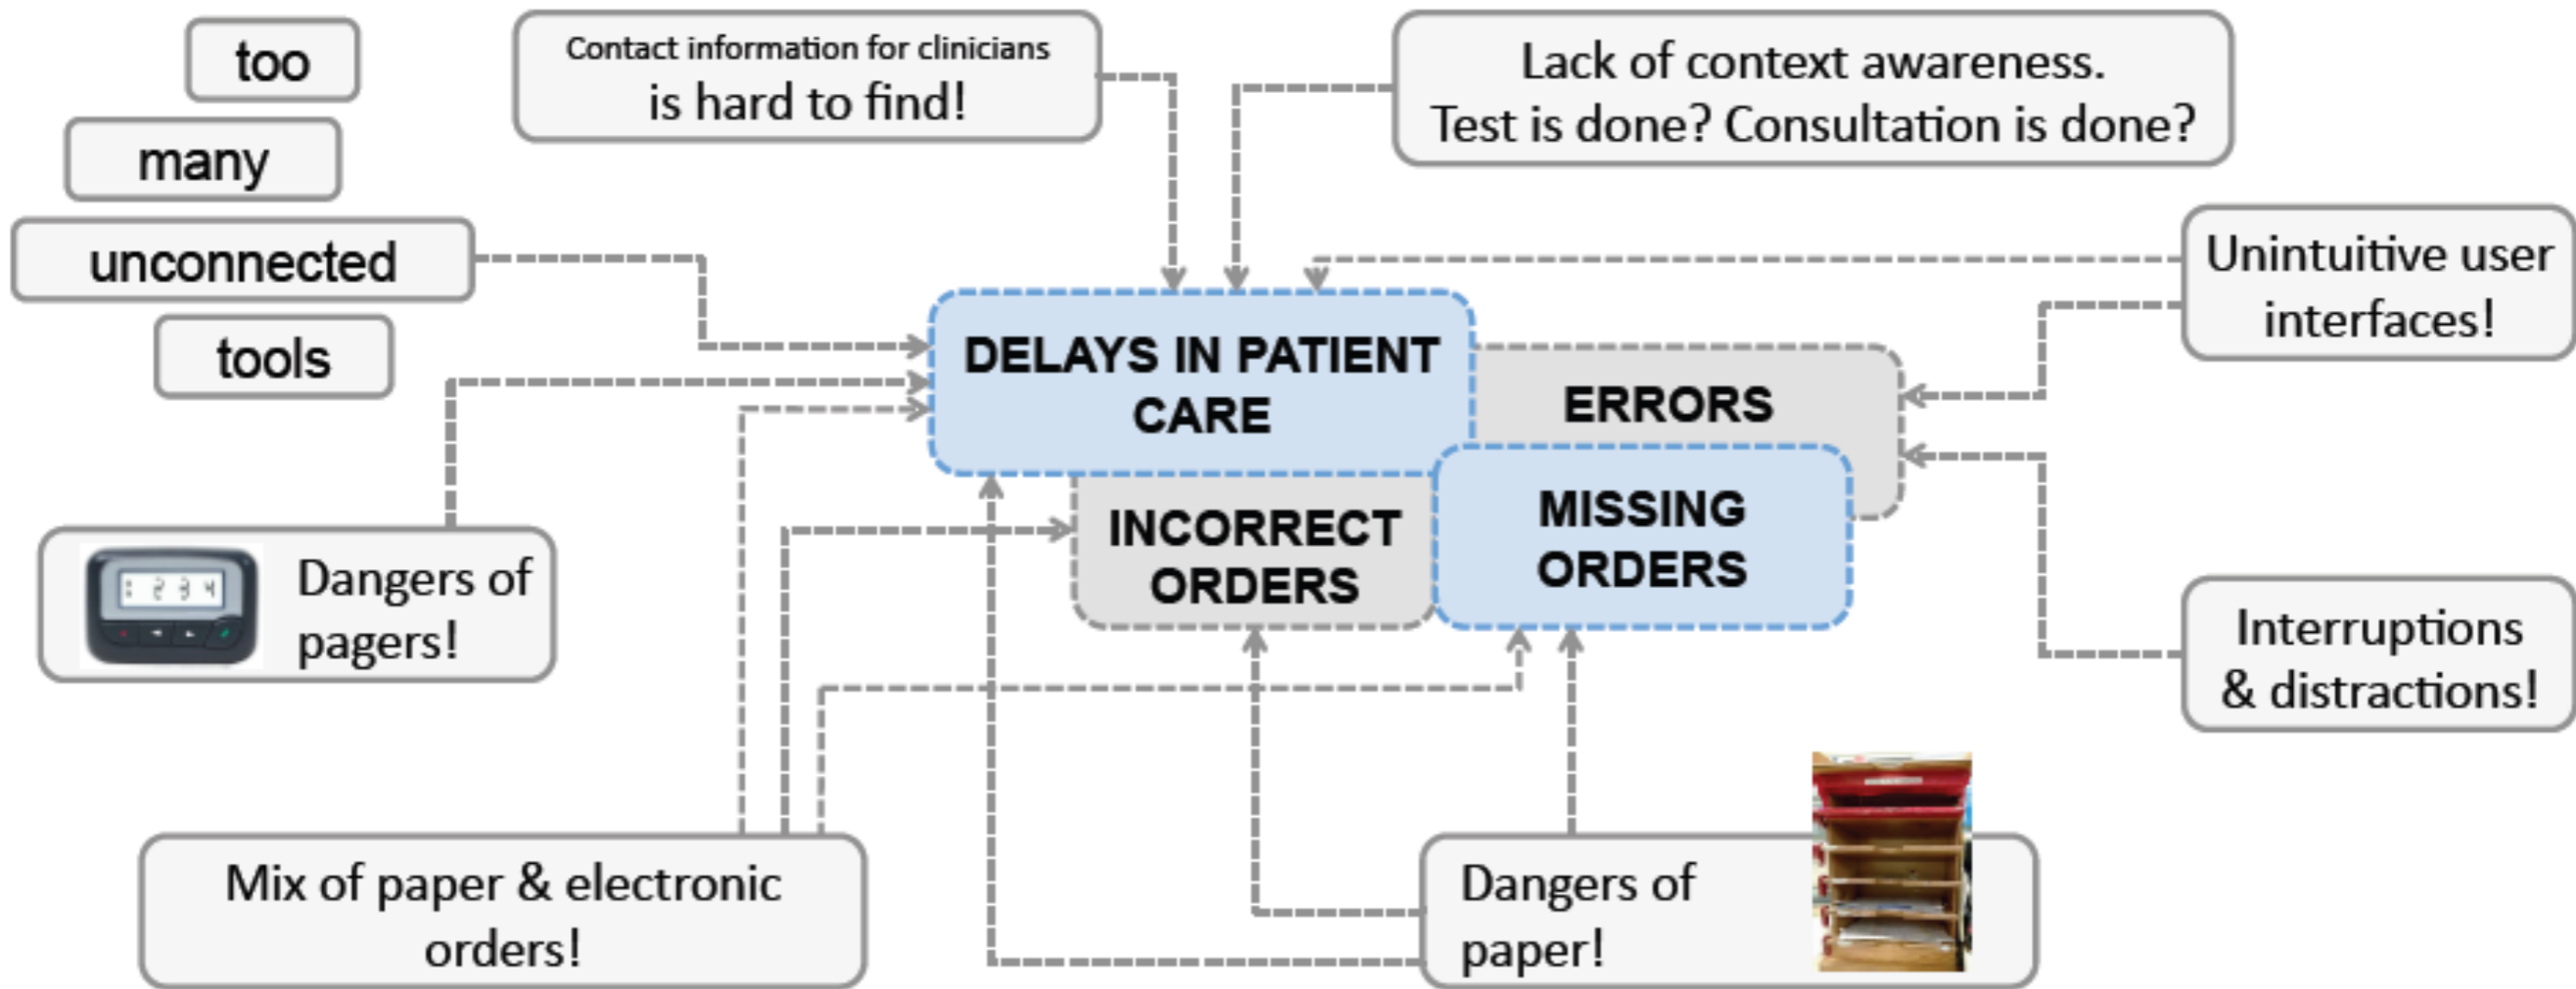 too
many
unconnected
tools
Contact information for clinicians
is hard to find!
Lack of context awareness.
Test is done? Consultation is done?
Unintuitive user
interfaces!
DELAYS IN PATIENT
CARE
ERRORS
INCORRECT
ORDERS
MISSING
ORDERS
Dangers of
pagers!
Interruptions
& distractions!
Mix of paper & electronic
orders!
Dangers of
paper!